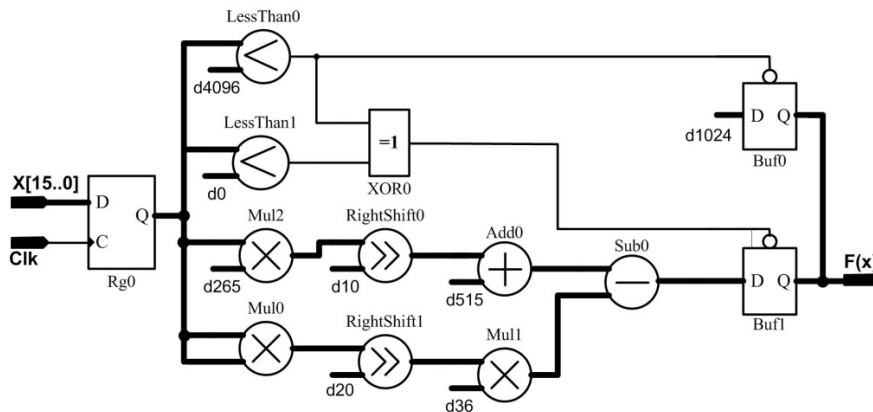 LessThan0
d4096
LessThan1
d0
=1
XOR0
D Q
d1024
Buf0
X[15..0]
Clk
D Q
C
Rg0
Mul2
d265
RightShift0
d10
Add0
d515
Sub0
D Q
Buf1
F(x)
Mul0
RightShift1
d20
Mul1
d36